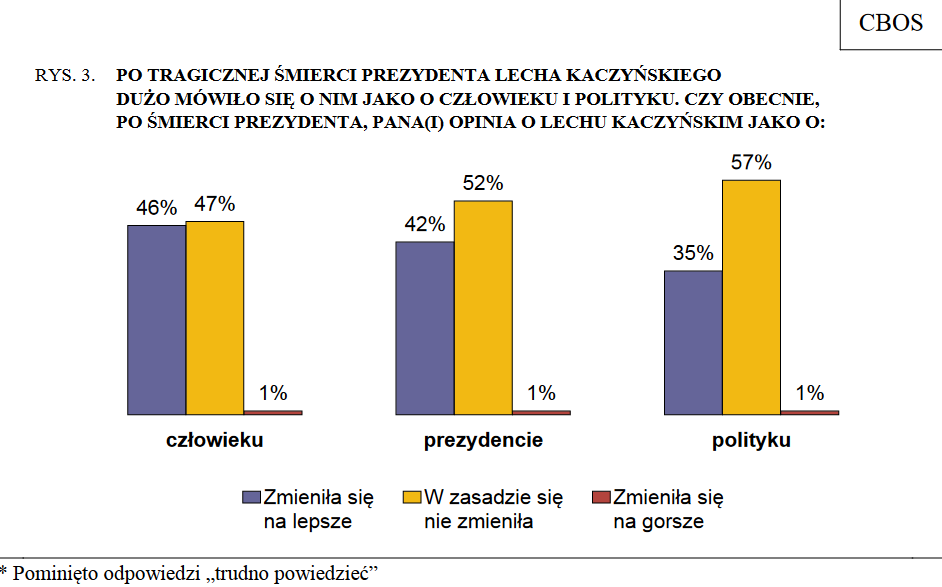 CBOS
RYS. 3. PO TRAGICZNEJ ŚMIERCI PREZYDENTA LECHA KACZYŃSKIEGO
DUŻO MÓWIŁO SIĘ O NIM JAKO O CZŁOWIEKU I POLITYKU. CZY OBECNIE,
PO ŚMIERCI PREZYDENTA, PANA(I) OPINIA O LECHU KACZYŃSKIM JAKO O:
46% 47% 1%
42% 52% 1%
35% 57% 1%
człowieku prezydencie polityku
Zmieniła się
na lepsze
W zasadzie się
nie zmieniła
Zmieniła się
na gorsze
* Pominięto odpowiedzi „trudno powiedzieć”